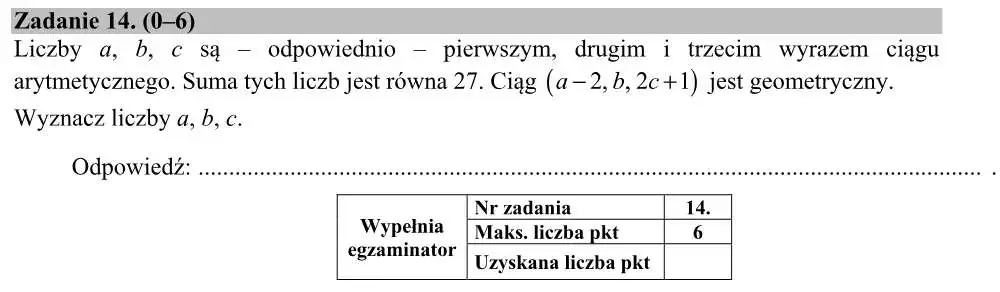 Zadanie 14. (0–6)
Liczby a, b, c są – odpowiednio – pierwszym, drugim i trzecim wyrazem ciągu
arytmetycznego. Suma tych liczb jest równa 27. Ciąg (a−2, b, 2c+1) jest geometryczny.
Wyznacz liczby a, b, c.
Odpowiedź: ................................................................................................................................ .
Wypełnia
egzaminator
Nr zadania 14.
Maks. liczba pkt 6
Uzyskana liczba pkt